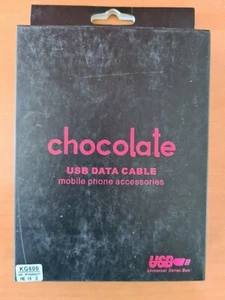 chocolate
USB DATA CABLE
mobile phone accessories
USB
Universal Serial Bus
KG800